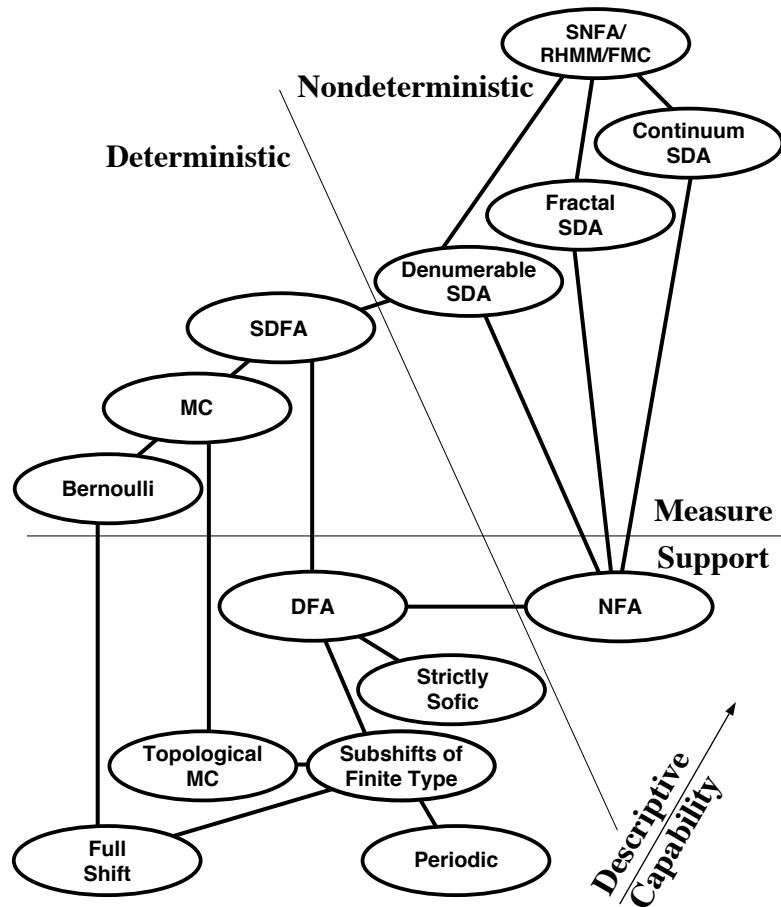 SNFA/
RHMM/FMC
Nondeterministic
Continuum
SDA
Deterministic
Fractal
SDA
Denumerable
SDA
SDFA
MC
Bernoulli
Measure
Support
DFA
NFA
Strictly
Sofic
Topological
MC
Subshifts of
Finite Type
Full
Shift
Periodic
Descriptive
Capability